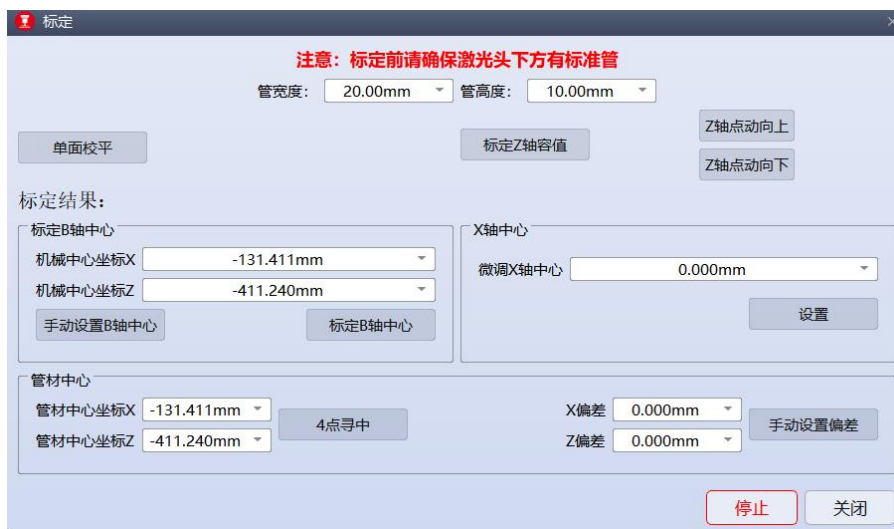 标定
注意：标定前请确保激光头下方有标准管
管宽度： 20.00mm 管高度： 10.00mm
Z轴点动向上
单面校平 标定Z轴容值
Z轴点动向下
标定结果：
标定B轴中心 X轴中心
机械中心坐标X -131.411mm 微调X轴中心 0.000mm
机械中心坐标Z -411.240mm
手动设置B轴中心 标定B轴中心 设置
管材中心
管材中心坐标X -131.411mm 4点寻中 X偏差 0.000mm 手动设置偏差
管材中心坐标Z -411.240mm Z偏差 0.000mm
停止 关闭